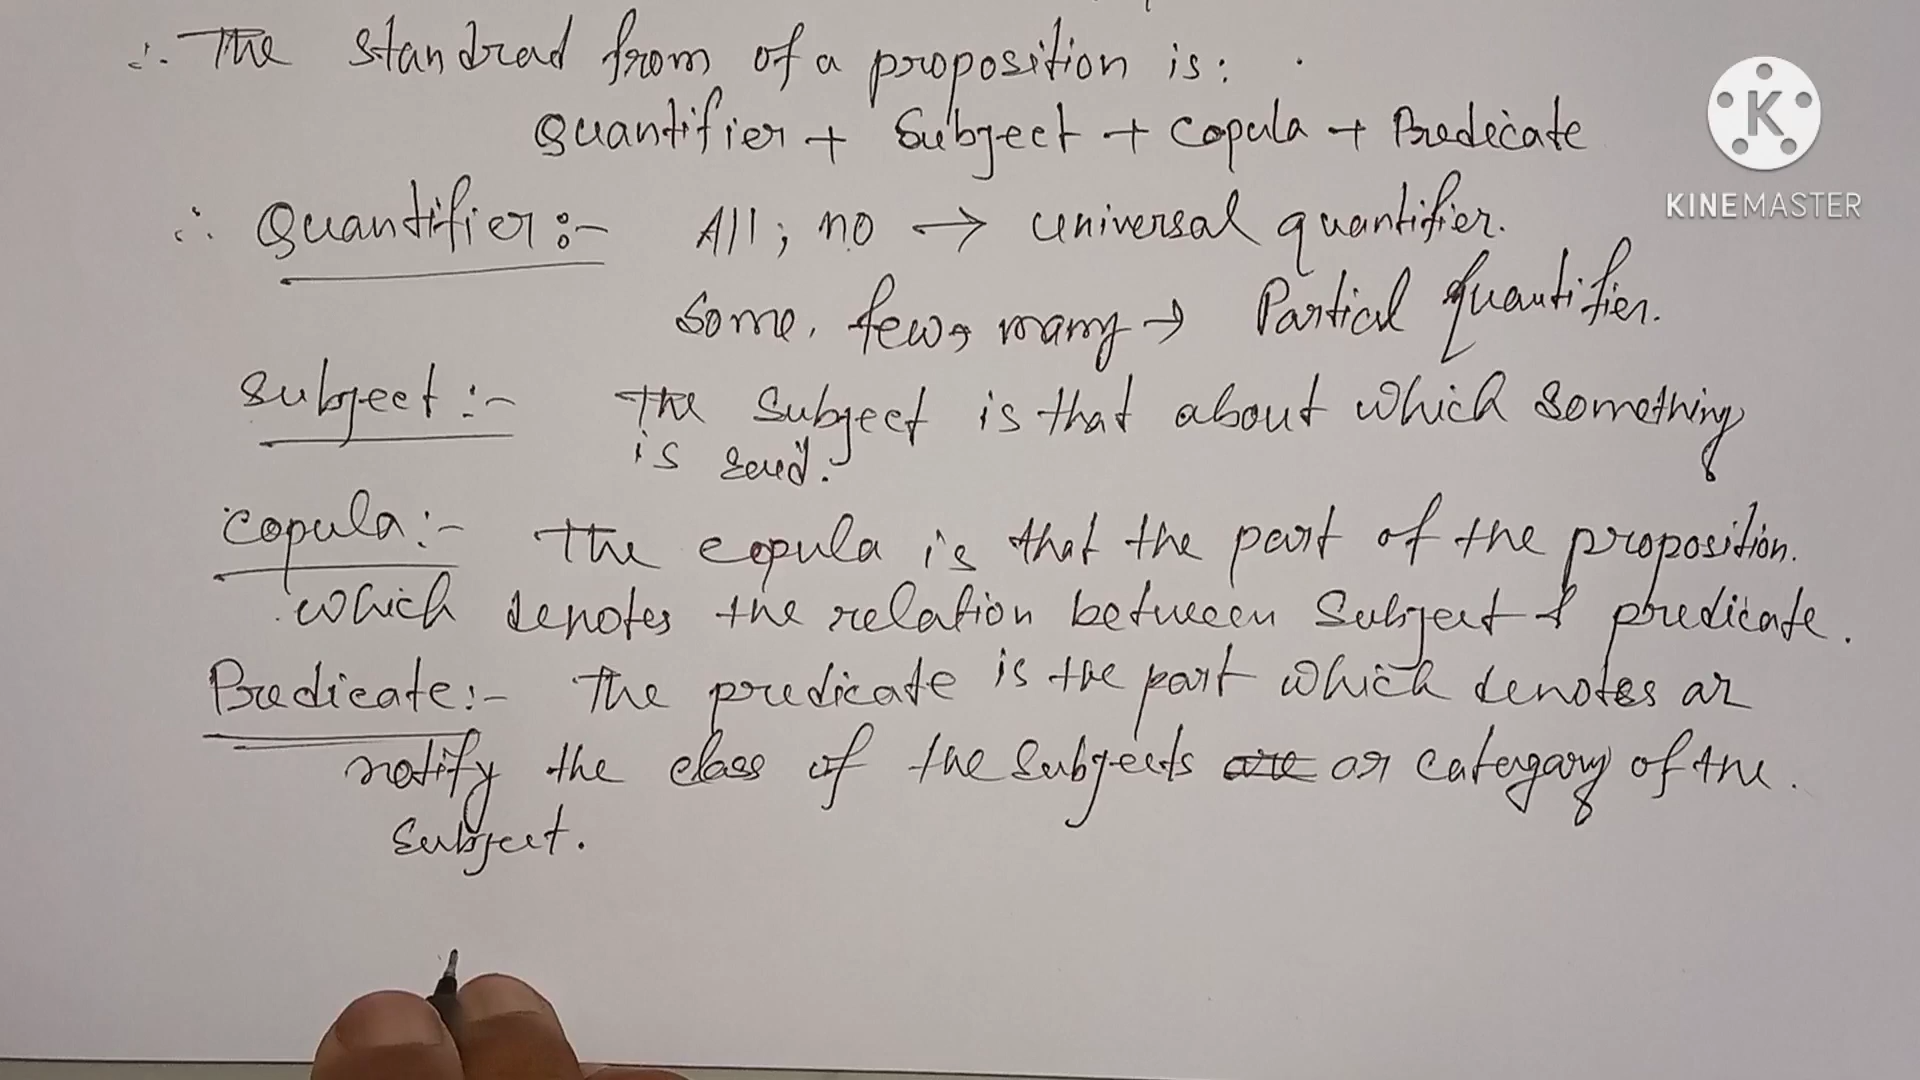 ∴ The standrad from of a proposition is:
Quantifier + Subject + Copula + Predicate
∴ Quantifier:- All; no → universal quantifier.
Some, few, many → Partial quantifier.
Subject:- The subject is that about which something
is said.
Copula:- The copula is that the part of the proposition.
which denotes the relation between Subject & predicate.
Predicate:- The predicate is the part which denotes or
notify the class of the subjects are or category of the.
Subject.
K
KINEMASTER